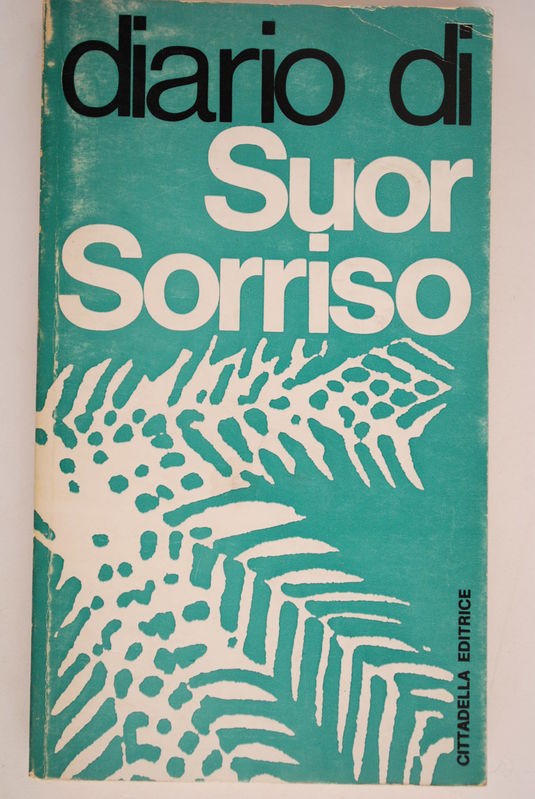 diario di
Suor
Sorriso
CITTADELLA EDITRICE